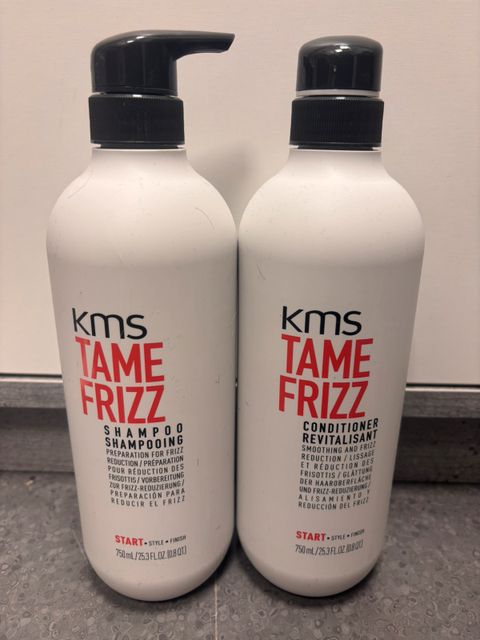 kms
TAME
FRIZZ
SHAMPOO
SHAMPOOING
PREPARATION FOR FRIZZ
REDUCTION / PRÉPARATION
POUR RÉDUCTION DES
FRISOTTIS / VORBEREITUNG
ZUR FRIZZ-REDUZIERUNG /
PREPARACIÓN PARA
REDUCIR EL FRIZZ
START • STYLE • FINISH
750 mL / 25.3 FL. OZ. (0.8 QT.)
kms
TAME
FRIZZ
CONDITIONER
REVITALISANT
SMOOTHING AND FRIZZ
REDUCTION / LISSAGE
ET RÉDUCTION DES
FRISOTTIS / GLÄTTUNG
DER HAAROBERFLÄCHE
UND FRIZZ-REDUZIERUNG /
ALISAMIENTO Y
REDUCCIÓN DEL FRIZZ
START • STYLE • FINISH
750 mL / 25.3 FL. OZ. (0.8 QT.)